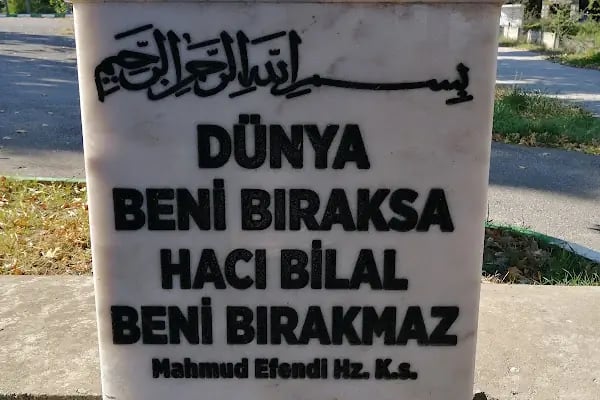 بسم الله الرحمن الرحيم
DÜNYA
BENİ BIRAKSA
HACI BİLAL
BENİ BIRAKMAZ
Mahmud Efendi Hz. K.s.